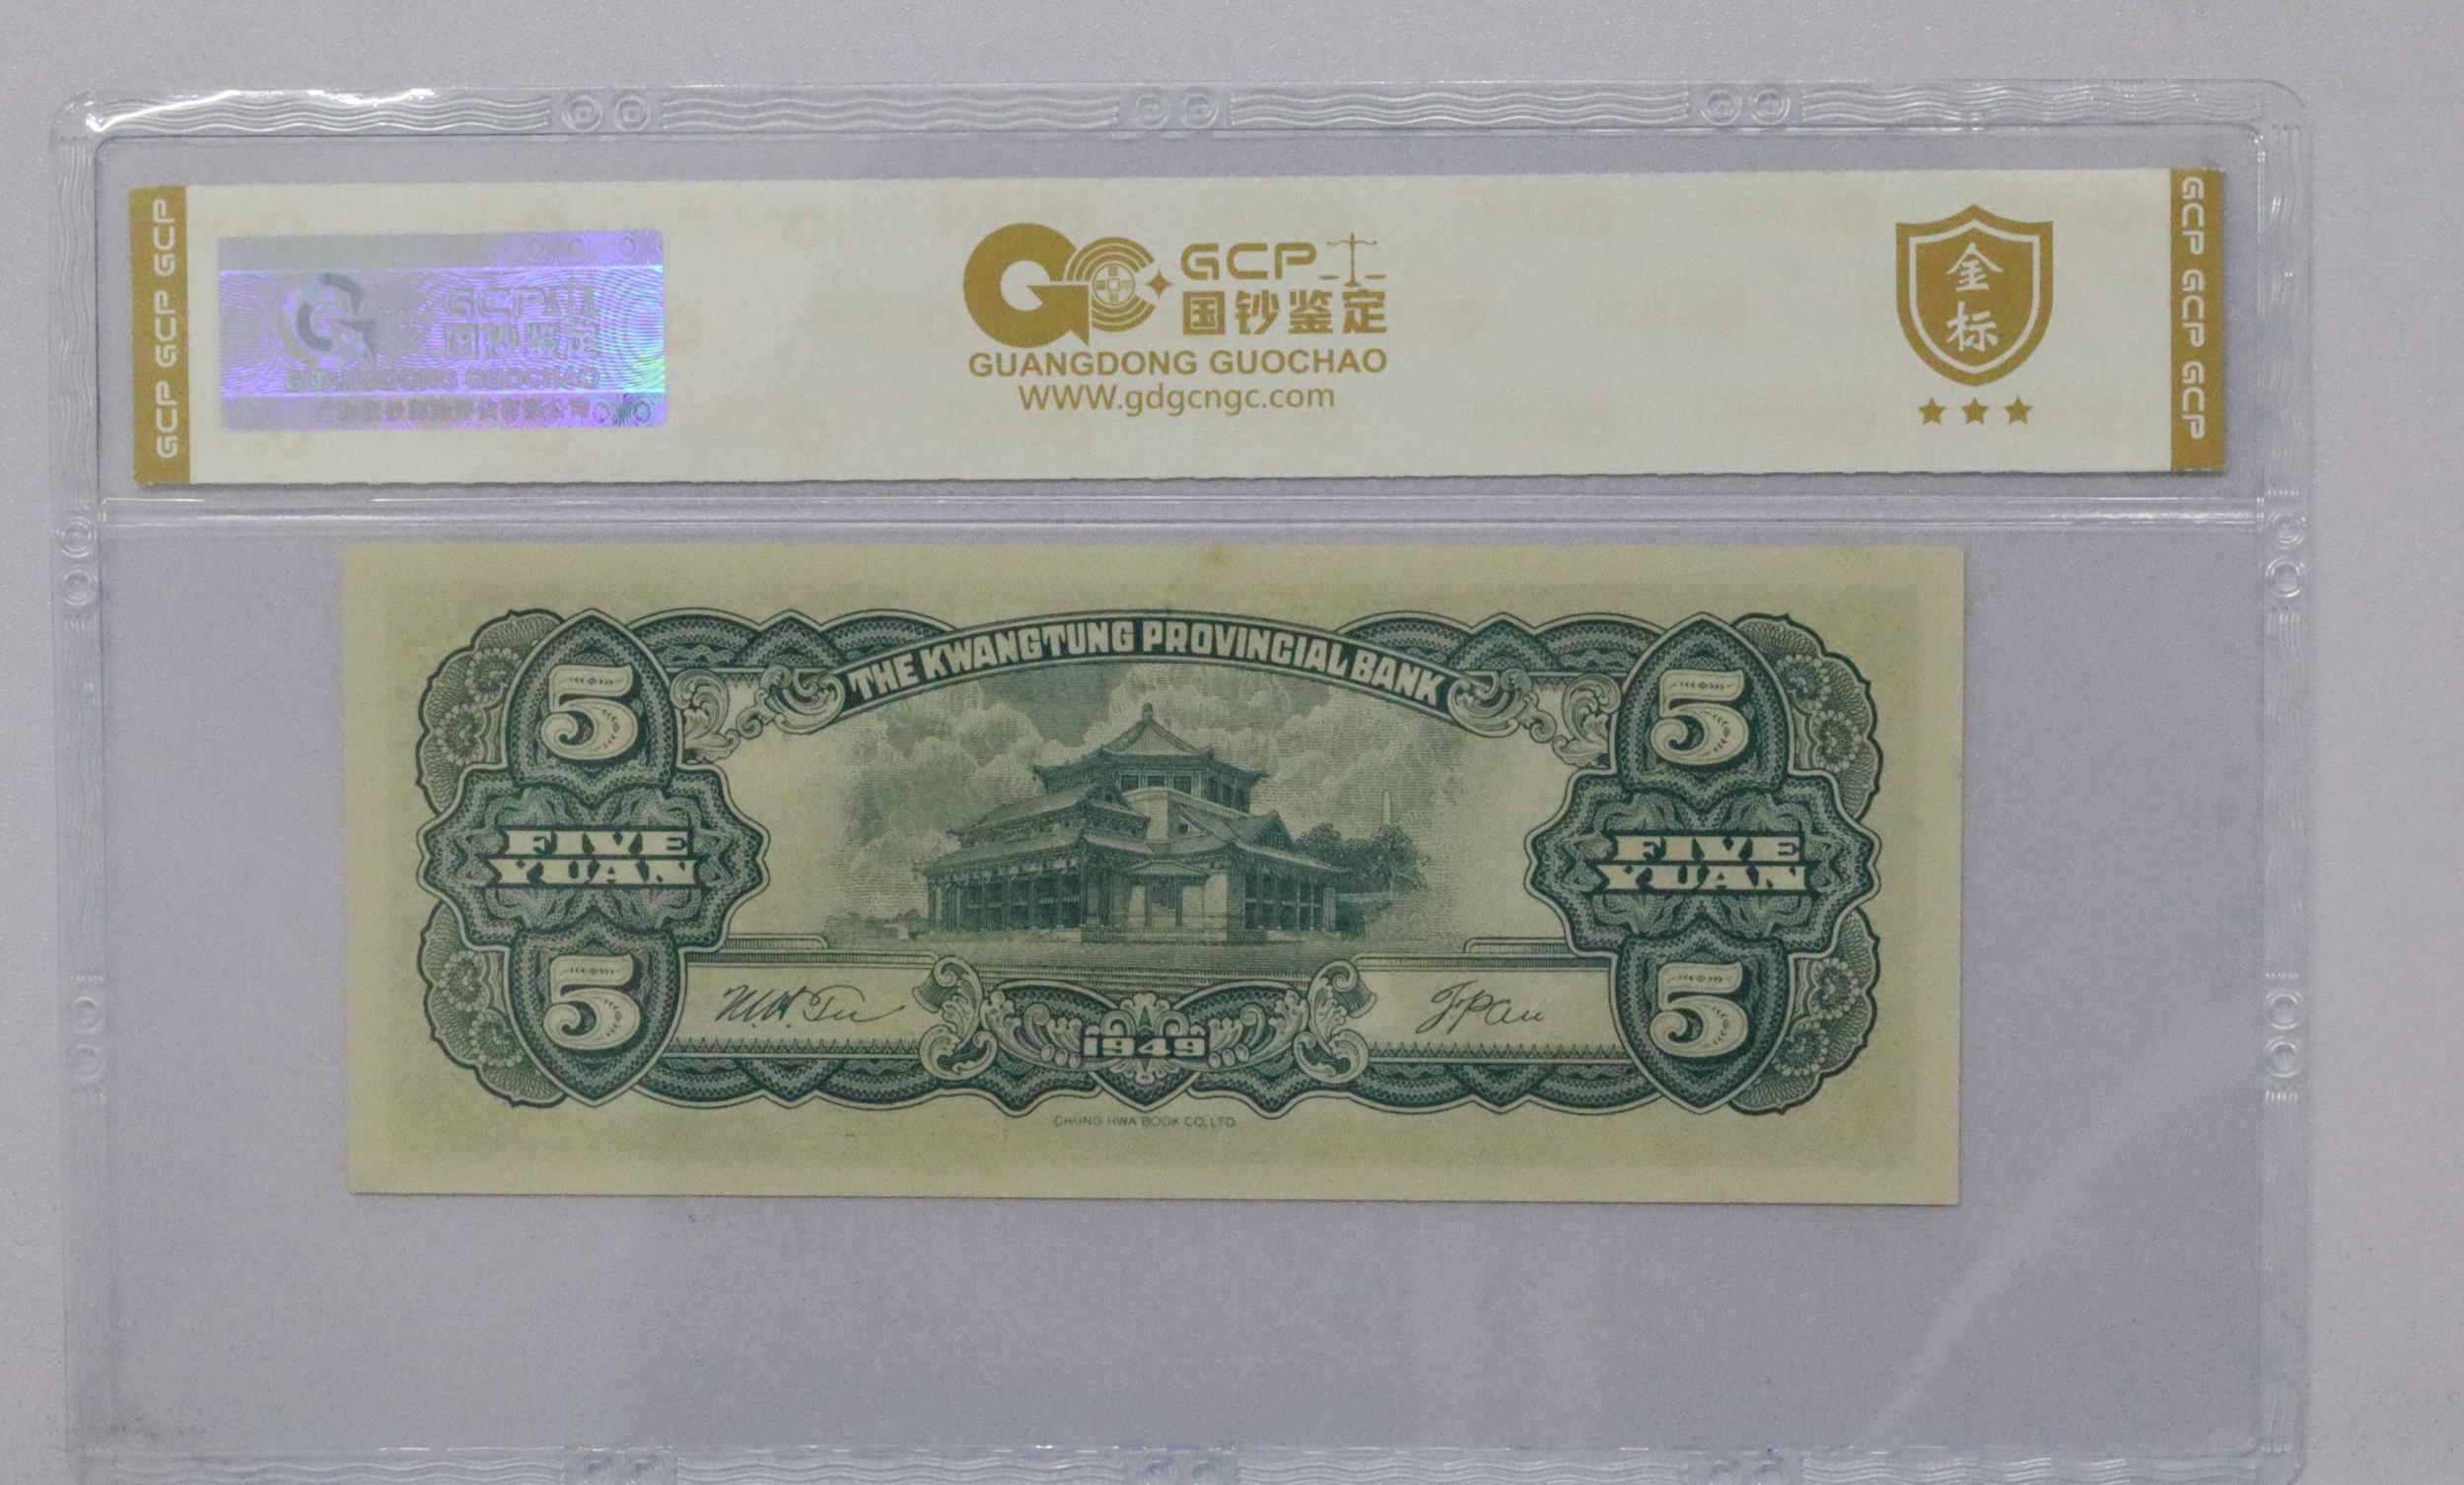 GCP GCP GCP
GCP
国钞鉴定
GUANGDONG GUOCHAO
GCP
国钞鉴定
GUANGDONG GUOCHAO
WWW.gdgcngc.com
金
标
GCP GCP GCP
THE KWANGTUNG PROVINCIAL BANK
5
5
FIVE
YUAN
FIVE
YUAN
5
5
1949
CHUNG HWA BOOK CO. LTD.